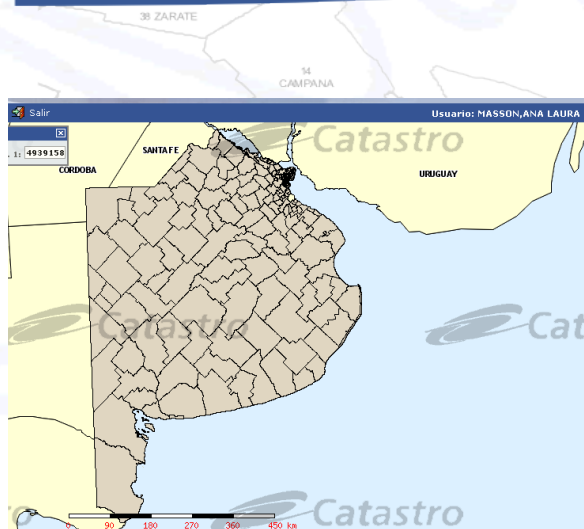 38 ZARATE
14
CAMPANA
Salir
Usuario: MASSON,ANA LAURA
1: 4939158
SANTA FE
Catastro
CORDOBA
URUGUAY
Catastro
Cat
Catastro
0 90 180 270 360 450 km